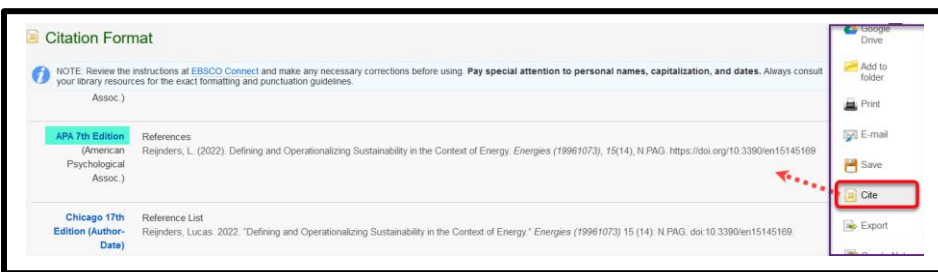 Citation Format
NOTE: Review the instructions at EBSCO Connect and make any necessary corrections before using. Pay special attention to personal names, capitalization, and dates. Always consult
your library resources for the exact formatting and punctuation guidelines.
Assoc.)
APA 7th Edition
(American
Psychological
Assoc.)
References
Reijnders, L. (2022). Defining and Operationalizing Sustainability in the Context of Energy. Energies (19961073), 15(14), N.PAG. https://doi.org/10.3390/en15145169
Chicago 17th
Edition (Author-
Date)
Reference List
Reijnders, Lucas. 2022. "Defining and Operationalizing Sustainability in the Context of Energy." Energies (19961073) 15 (14): N.PAG. doi:10.3390/en15145169.
Google
Drive
Add to
folder
Print
E-mail
Save
Cite
Export